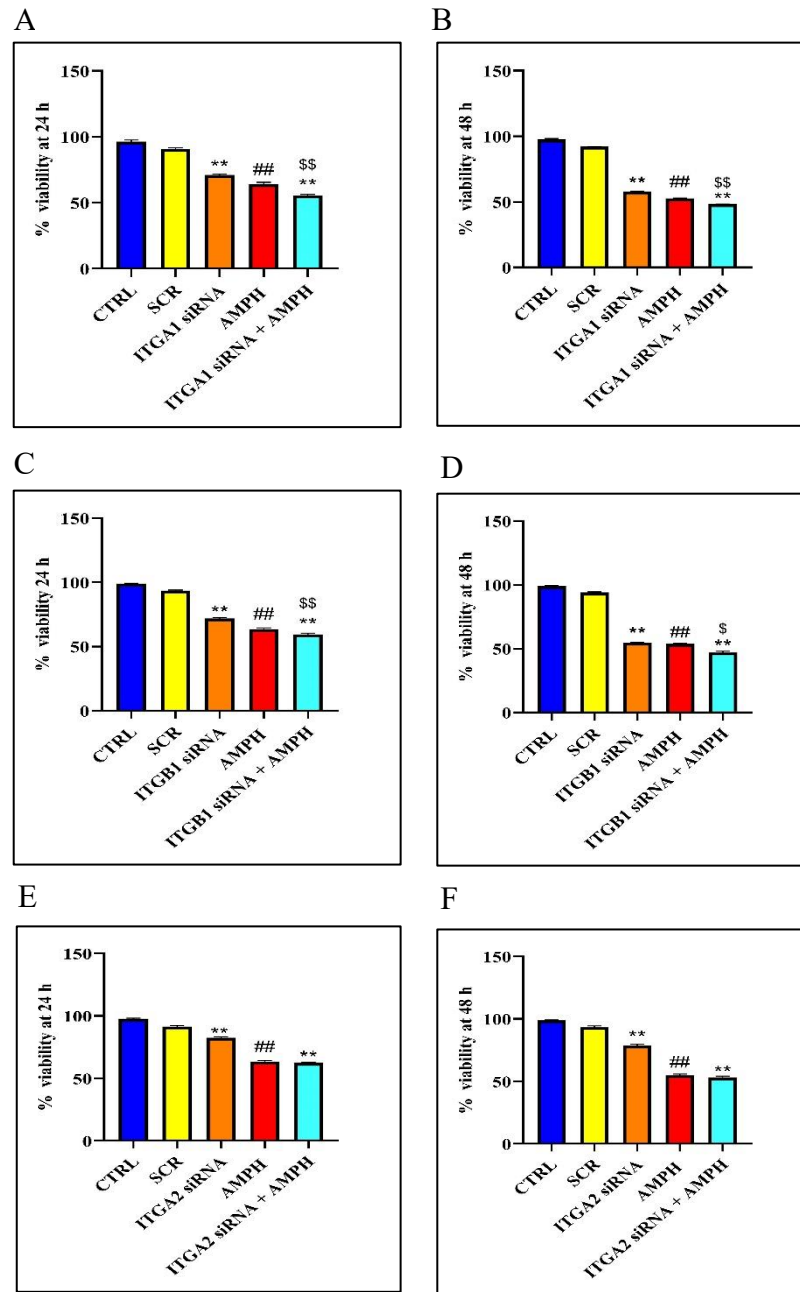 A
% viability at 24 h
150
100
50
0
**
##
$$
**
CTRL
SCR
ITGA1 siRNA
AMPH
ITGA1 siRNA + AMPH
B
% viability at 48 h
150
100
50
0
**
##
$$
**
CTRL
SCR
ITGA1 siRNA
AMPH
ITGA1 siRNA + AMPH
C
% viability 24 h
150
100
50
0
**
##
$$
**
CTRL
SCR
ITGB1 siRNA
AMPH
ITGB1 siRNA + AMPH
D
% viability at 48 h
150
100
50
0
**
##
$
**
CTRL
SCR
ITGB1 siRNA
AMPH
ITGB1 siRNA + AMPH
E
% viability at 24 h
150
100
50
0
**
##
**
CTRL
SCR
ITGA2 siRNA
AMPH
ITGA2 siRNA + AMPH
F
% viability at 48 h
150
100
50
0
**
##
**
CTRL
SCR
ITGA2 siRNA
AMPH
ITGA2 siRNA + AMPH